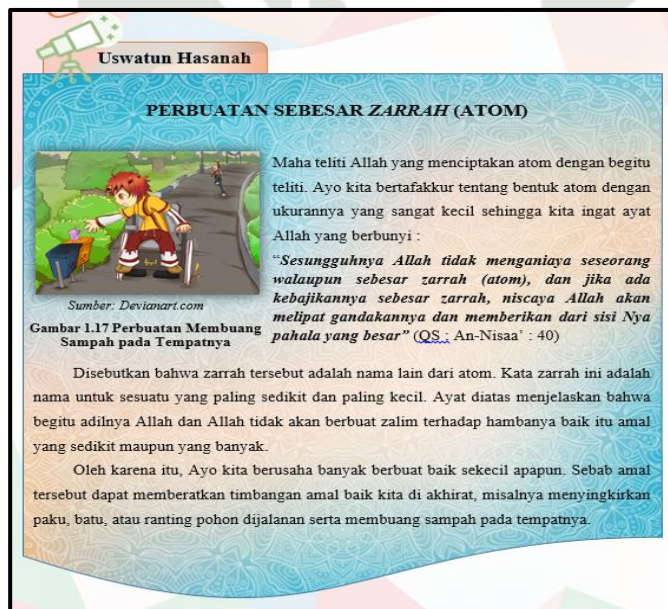 Uswatun Hasanah
PERBUATAN SEBESAR ZARRAH (ATOM)
Maha teliti Allah yang menciptakan atom dengan begitu
teliti. Ayo kita bertafakkur tentang bentuk atom dengan
ukurannya yang sangat kecil sehingga kita ingat ayat
Allah yang berbunyi :
“Sesungguhnya Allah tidak menganiaya seseorang
walaupun sebesar zarrah (atom), dan jika ada
kebajikannya sebesar zarrah, niscaya Allah akan
melipat gandakannya dan memberikan dari sisi Nya
pahala yang besar” (QS : An-Nisaa’ : 40)
Sumber: Devianart.com
Gambar 1.17 Perbuatan Membuang
Sampah pada Tempatnya
Disebutkan bahwa zarrah tersebut adalah nama lain dari atom. Kata zarrah ini adalah
nama untuk sesuatu yang paling sedikit dan paling kecil. Ayat diatas menjelaskan bahwa
begitu adilnya Allah dan Allah tidak akan berbuat zalim terhadap hambanya baik itu amal
yang sedikit maupun yang banyak.
Oleh karena itu, Ayo kita berusaha banyak berbuat baik sekecil apapun. Sebab amal
tersebut dapat memberatkan timbangan amal baik kita di akhirat, misalnya menyingkirkan
paku, batu, atau ranting pohon dijalanan serta membuang sampah pada tempatnya.